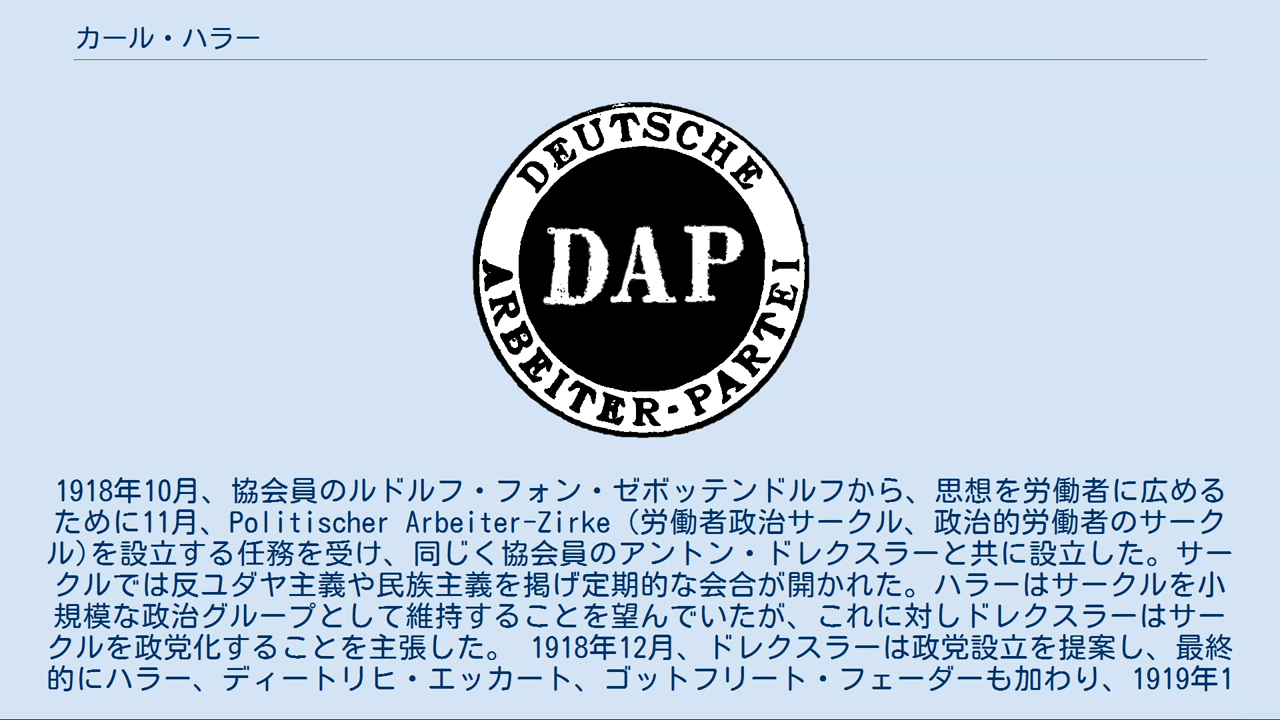 カール・ハラー
DEUTSCHE
DAP
ARBEITER-PARTEI
1918年10月、協会員のルドルフ・フォン・ゼボッテンドルフから、思想を労働者に広める
ために11月、Politischer Arbeiter-Zirke (労働者政治サークル、政治的労働者のサーク
ル)を設立する任務を受け、同じく協会員のアントン・ドレクスラーと共に設立した。サー
クルでは反ユダヤ主義や民族主義を掲げ定期的な会合が開かれた。ハラーはサークルを小
規模な政治グループとして維持することを望んでいたが、これに対しドレクスラーはサー
クルを政党化することを主張した。 1918年12月、ドレクスラーは政党設立を提案し、最終
的にハラー、ディートリヒ・エッカート、ゴットフリート・フェーダーも加わり、1919年1